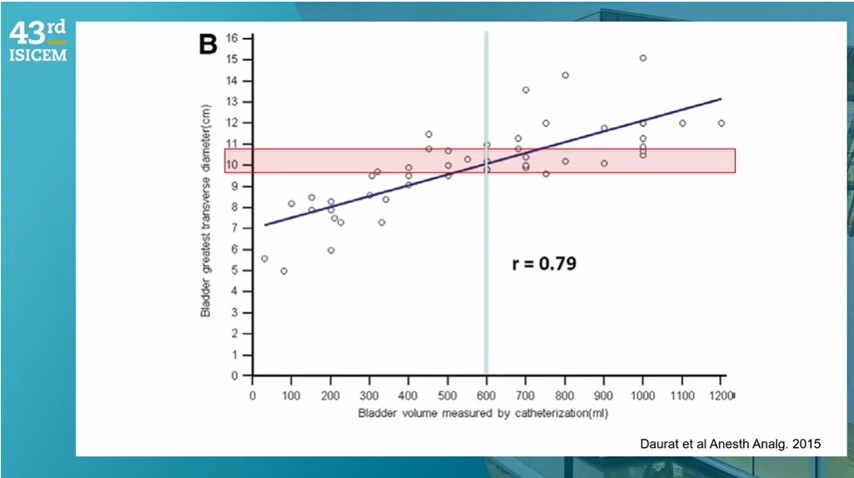 43rd
ISICEM
B
16
15
14
13
12
11
10
9
8
7
6
5
4
3
2
1
0
Bladder greatest transverse diameter(cm)
r = 0.79
0 100 200 300 400 500 600 700 800 900 1000 1100 1200
Bladder volume measured by catheterization(ml)
Daurat et al Anesth Analg. 2015